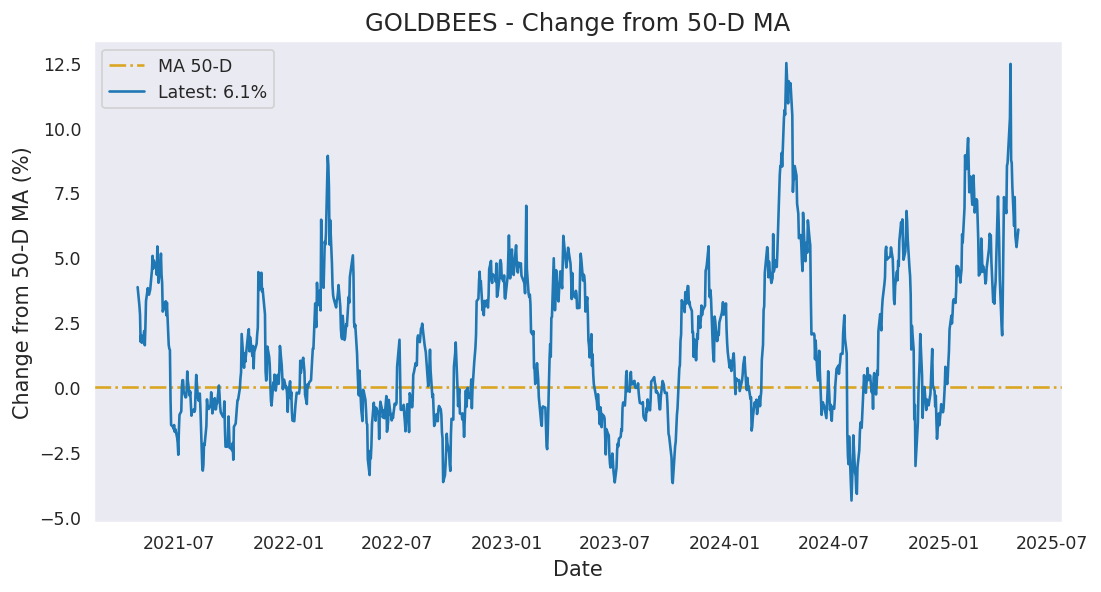 GOLDBEES - Change from 50-D MA
MA 50-D
Latest: 6.1%
Change from 50-D MA (%)
12.5
10.0
7.5
5.0
2.5
0.0
−2.5
−5.0
2021-07 2022-01 2022-07 2023-01 2023-07 2024-01 2024-07 2025-01 2025-07
Date